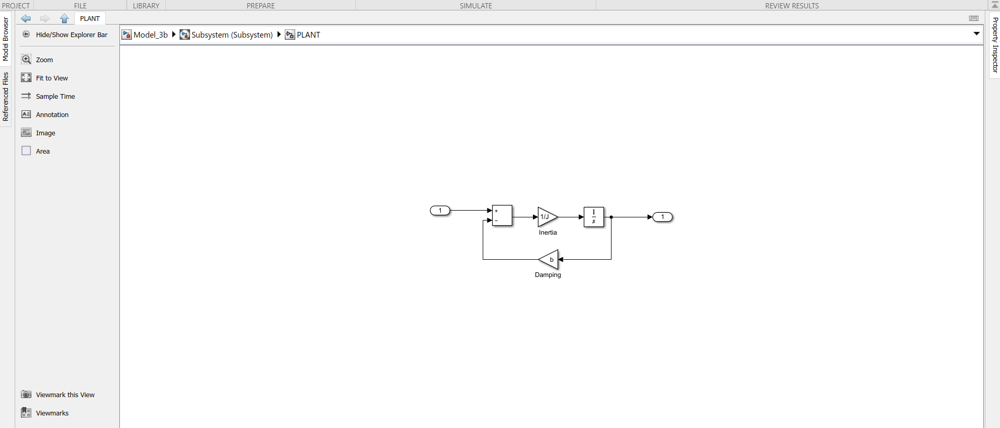 PROJECT FILE LIBRARY PREPARE SIMULATE REVIEW RESULTS
PLANT
Model Browser
Referenced Files
Hide/Show Explorer Bar
Zoom
Fit to View
Sample Time
Annotation
Image
Area
Viewmark this View
Viewmarks
Model_3b Subsystem (Subsystem) PLANT
1
+
−
1/J
Inertia
1
s
1
b
Damping
Property Inspector